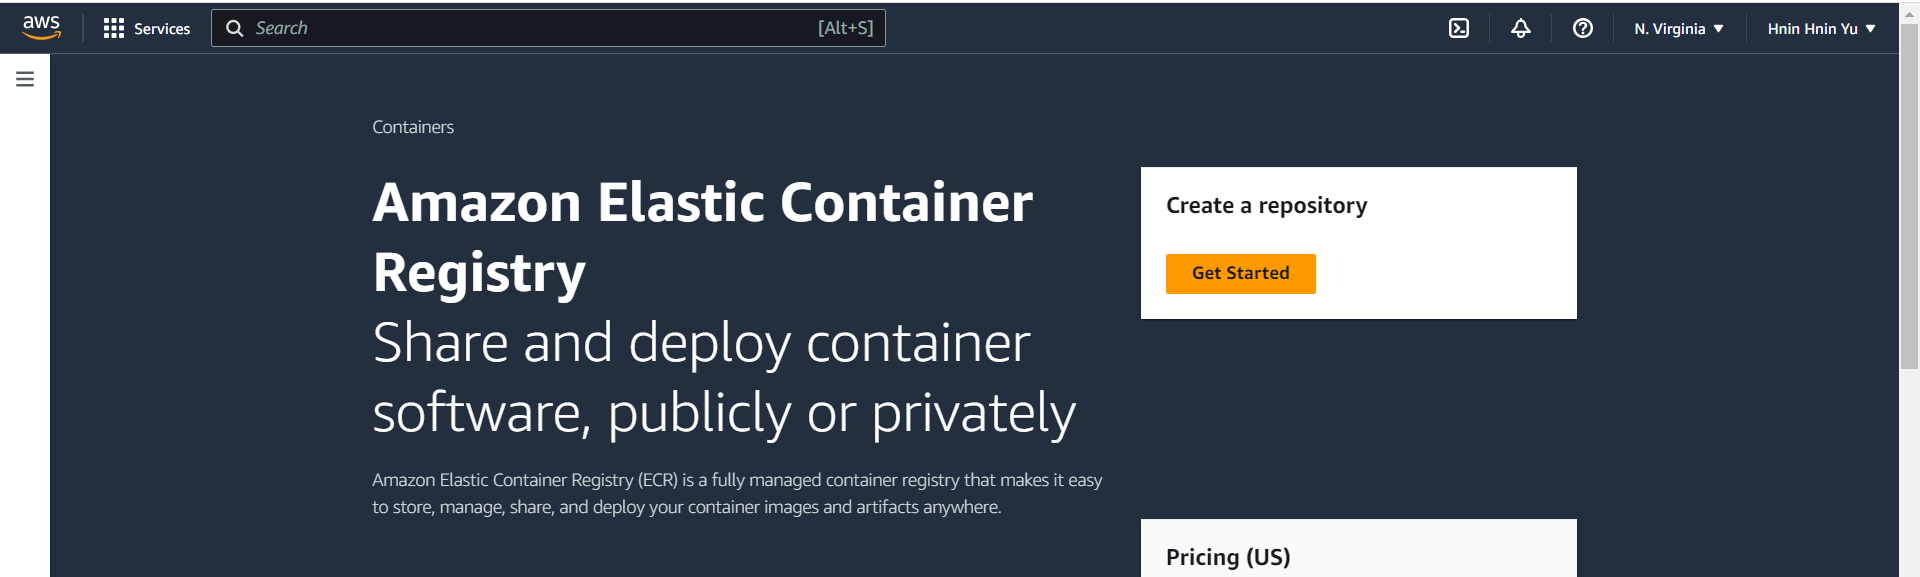 aws
Services
Search
[Alt+S]
N. Virginia
Hnin Hnin Yu
Containers
Amazon Elastic Container
Registry
Share and deploy container
software, publicly or privately
Amazon Elastic Container Registry (ECR) is a fully managed container registry that makes it easy
to store, manage, share, and deploy your container images and artifacts anywhere.
Create a repository
Get Started
Pricing (US)